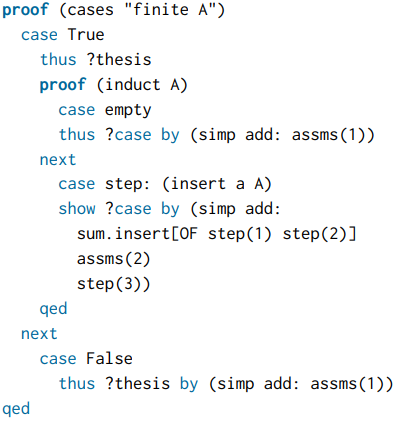 proof (cases "finite A")
  case True
    thus ?thesis
    proof (induct A)
      case empty
      thus ?case by (simp add: assms(1))
    next
      case step: (insert a A)
      show ?case by (simp add:
        sum.insert[OF step(1) step(2)]
        assms(2)
        step(3))
    qed
  next
    case False
      thus ?thesis by (simp add: assms(1))
qed